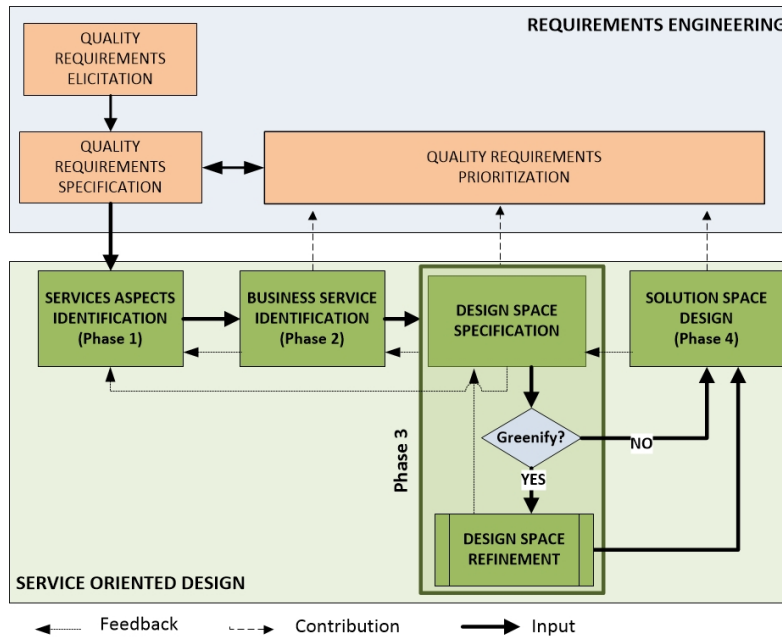 REQUIREMENTS ENGINEERING
QUALITY
REQUIREMENTS
ELICITATION
QUALITY
REQUIREMENTS
SPECIFICATION
QUALITY REQUIREMENTS
PRIORITIZATION
SERVICES ASPECTS
IDENTIFICATION
(Phase 1)
BUSINESS SERVICE
IDENTIFICATION
(Phase 2)
DESIGN SPACE
SPECIFICATION
SOLUTION SPACE
DESIGN
(Phase 4)
Phase 3
Greenify?
NO
YES
DESIGN SPACE
REFINEMENT
SERVICE ORIENTED DESIGN
Feedback
Contribution
Input